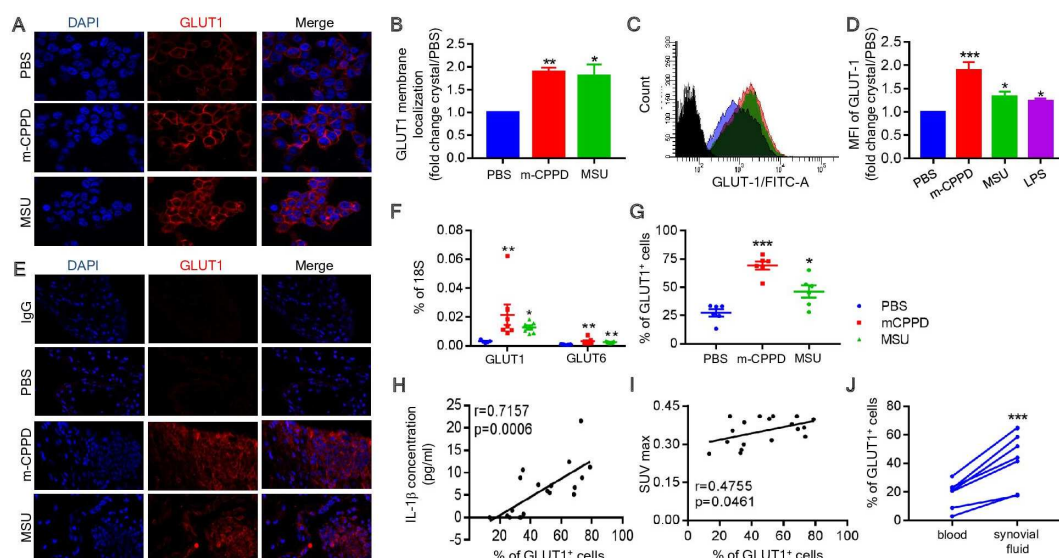 A
DAPI
GLUT1
Merge
PBS
m-CPPD
MSU
B
GLUT1 membrane
localization
(fold change crystal/PBS)
2.5
2.0
1.5
1.0
0.5
0.0
**
*
PBS
m-CPPD
MSU
C
Count
10²
10³
10⁴
10⁵
GLUT-1/FITC-A
D
MFI of GLUT-1
(fold change crystal/PBS)
2.5
2.0
1.5
1.0
0.5
0.0
***
*
*
PBS
m-CPPD
MSU
LPS
E
DAPI
GLUT1
Merge
IgG
PBS
m-CPPD
MSU
F
% of 18S
0.08
0.06
0.04
0.02
0.00
**
*
**
**
GLUT1
GLUT6
G
% of GLUT1⁺ cells
100
75
50
25
0
***
*
PBS
m-CPPD
MSU
PBS
mCPPD
MSU
H
IL-1β concentration
(pg/ml)
25
20
15
10
5
0
-5
r=0.7157
p=0.0006
0
20
40
60
80
100
% of GLUT1⁺ cells
I
SUV max
0.45
0.30
0.15
0.00
r=0.4755
p=0.0461
0
20
40
60
80
100
% of GLUT1⁺ cells
J
% of GLUT1⁺ cells
80
60
40
20
0
***
blood
synovial
fluid